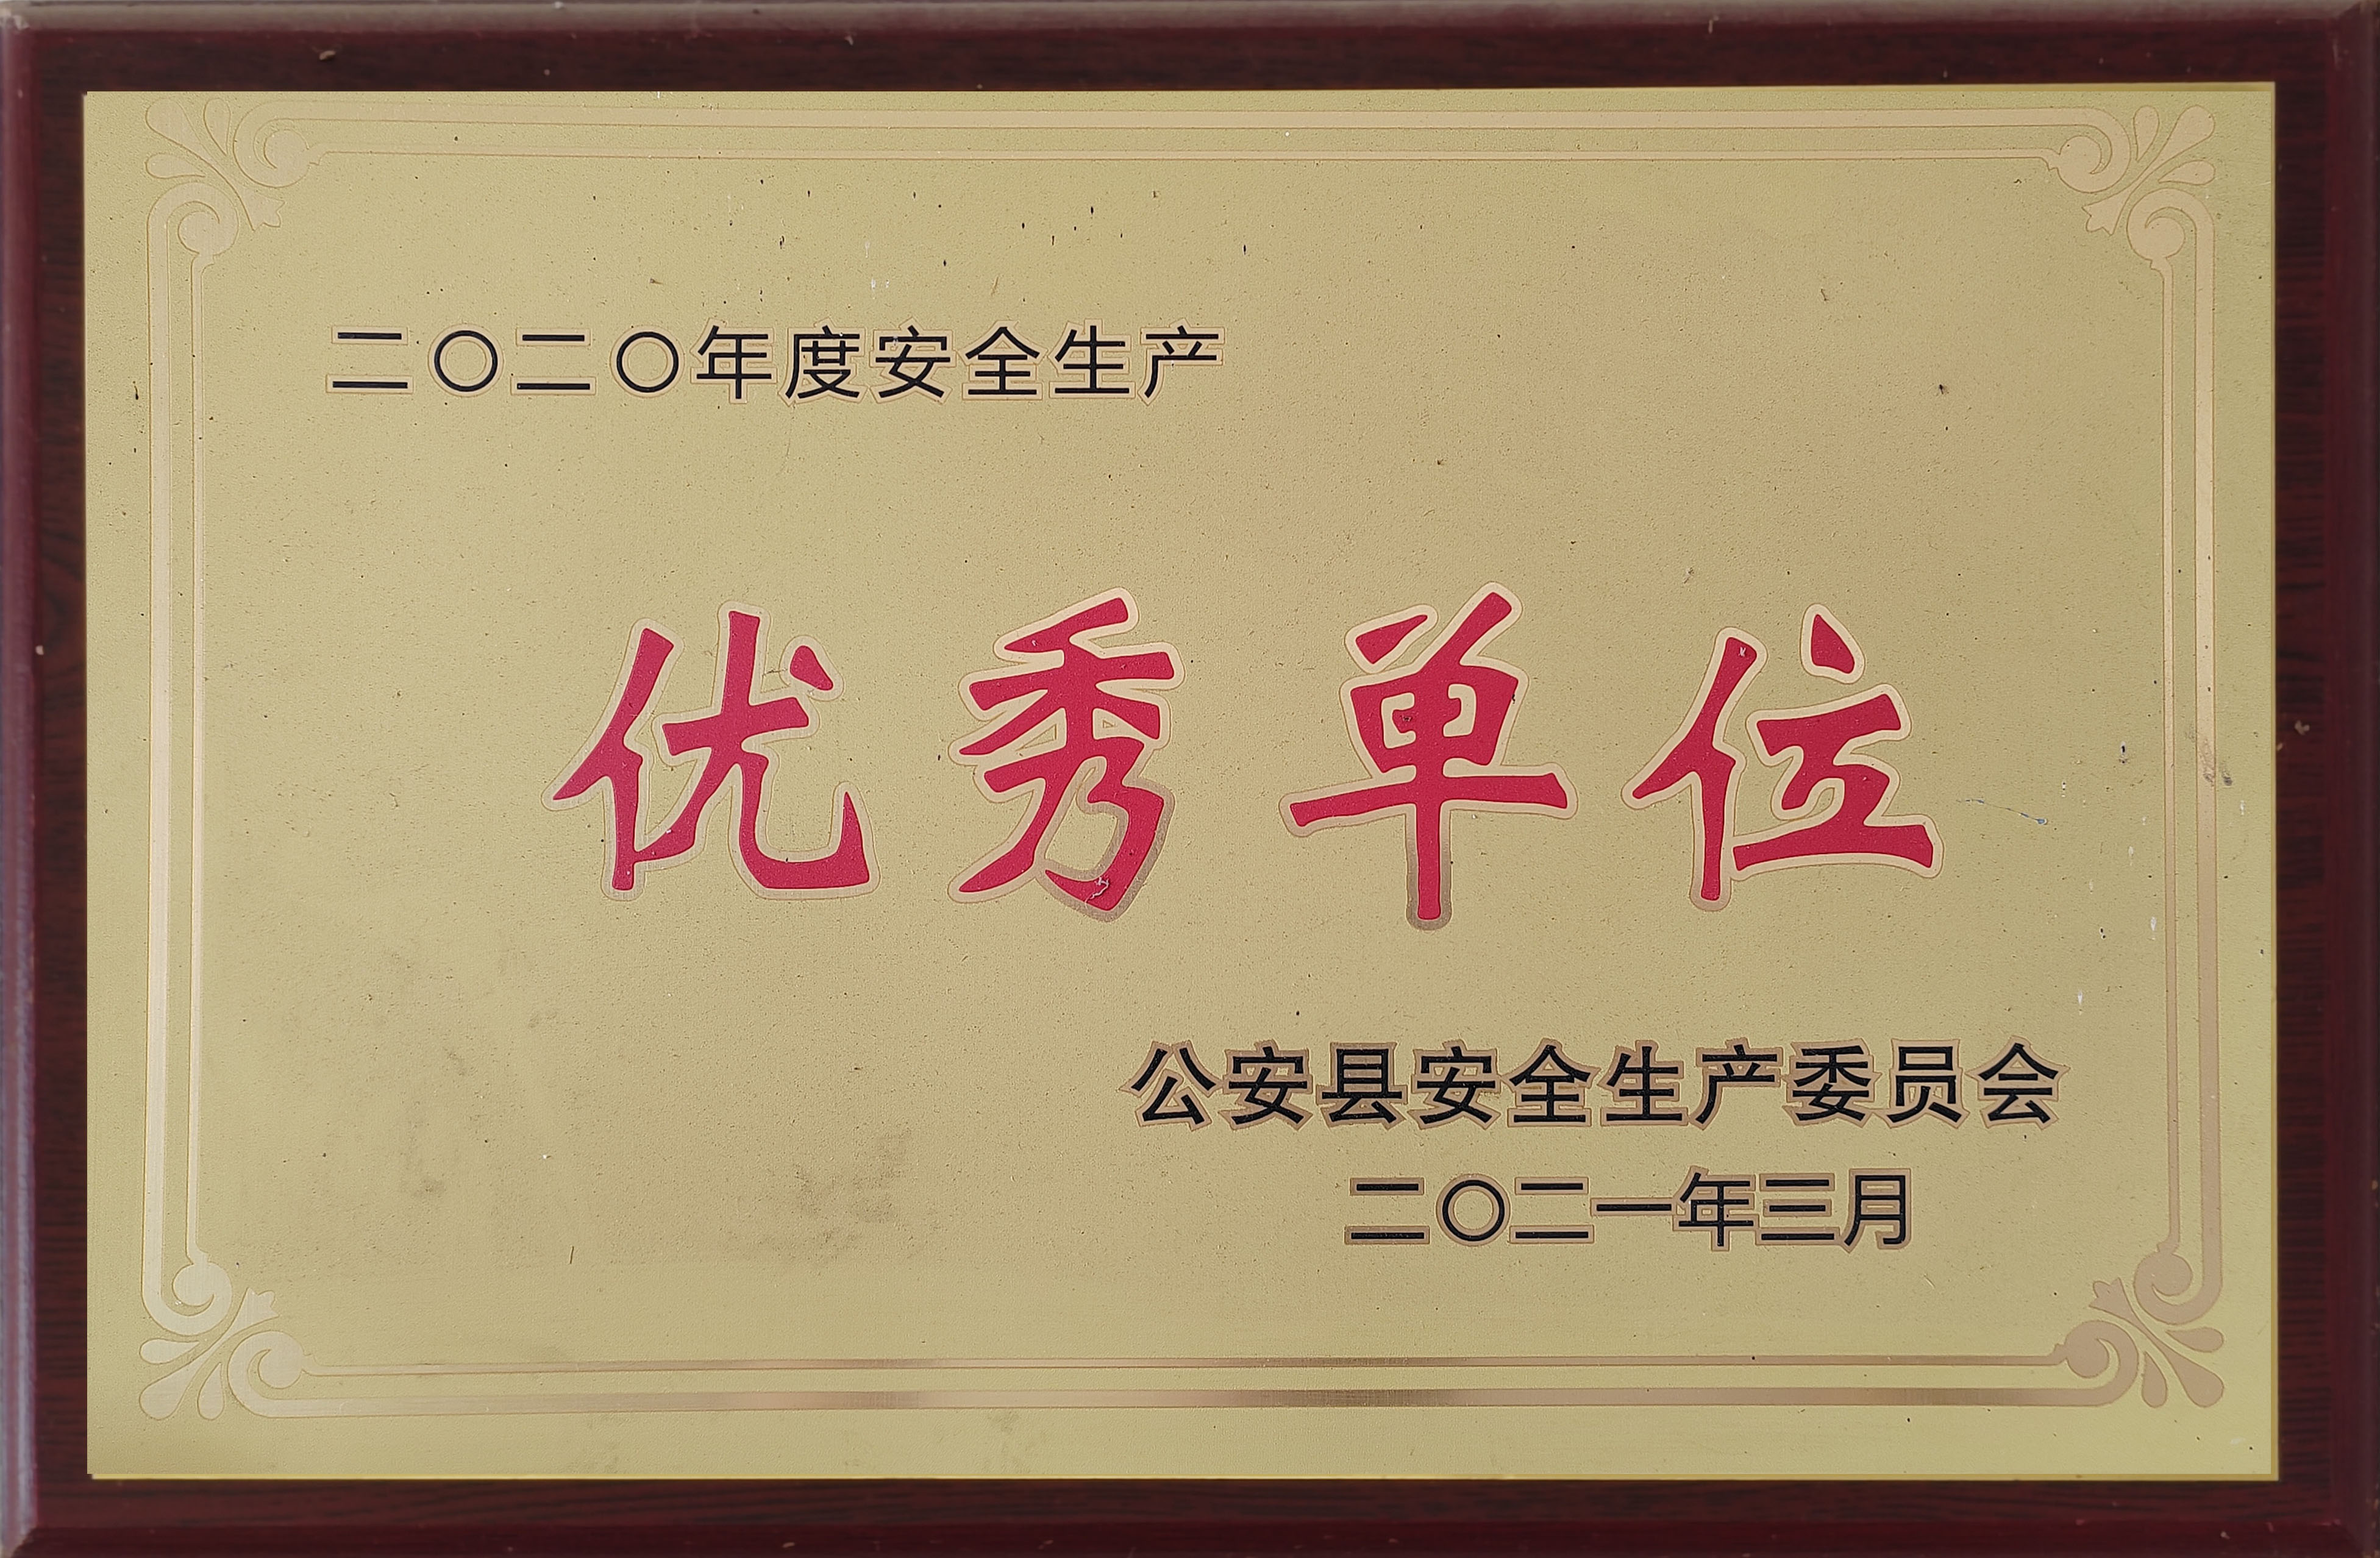 二〇二〇年度安全生产
优秀单位
公安县安全生产委员会
二〇二一年三月